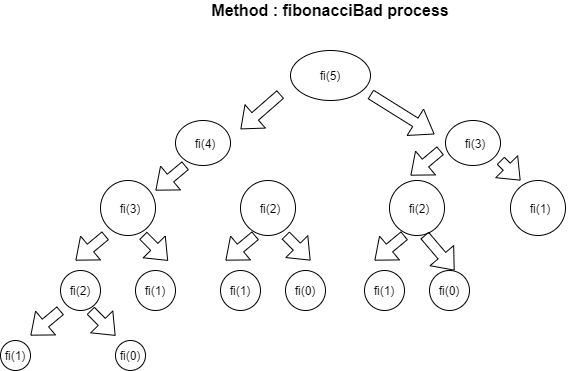 Method : fibonacciBad process
fi(5)
fi(4)
fi(3)
fi(3)
fi(2)
fi(2)
fi(1)
fi(2)
fi(1)
fi(1)
fi(0)
fi(1)
fi(0)
fi(1)
fi(0)